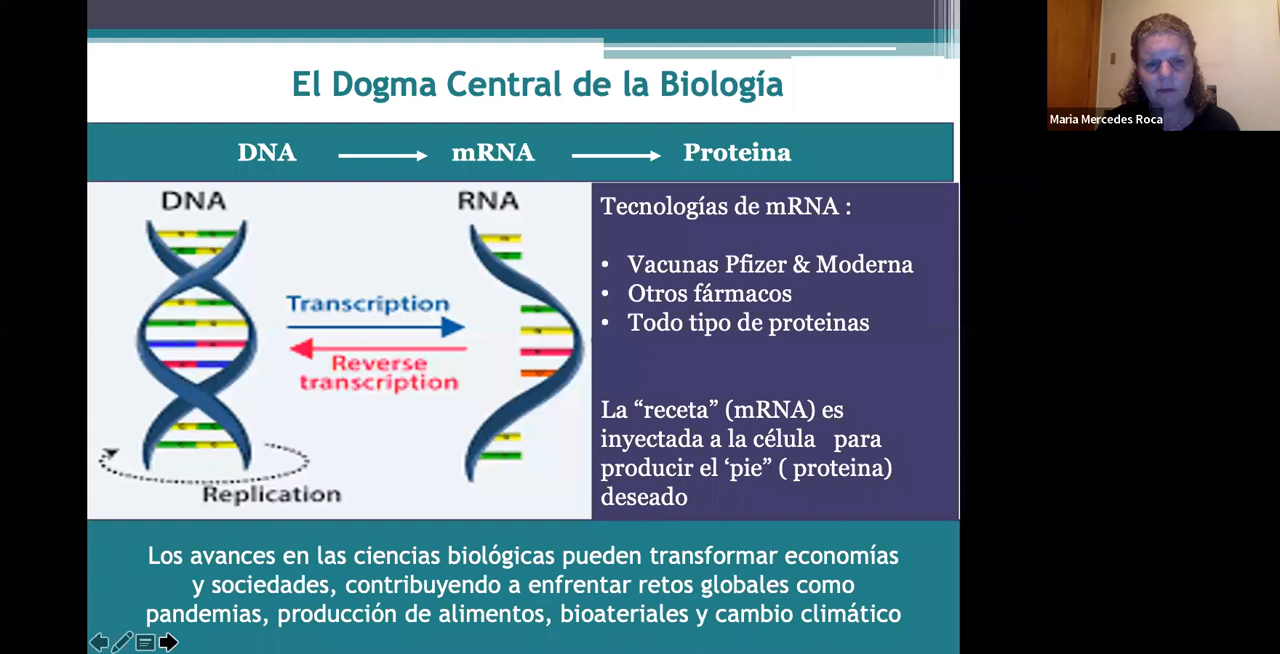 El Dogma Central de la Biología
DNA
mRNA
Proteina
DNA
RNA
Transcription
Reverse
transcription
Replication
Tecnologías de mRNA :
• Vacunas Pfizer & Moderna
• Otros fármacos
• Todo tipo de proteinas
La “receta” (mRNA) es
inyectada a la célula para
producir el ‘pie” ( proteina)
deseado
Los avances en las ciencias biológicas pueden transformar economías
y sociedades, contribuyendo a enfrentar retos globales como
pandemias, producción de alimentos, bioateriales y cambio climático
Maria Mercedes Roca